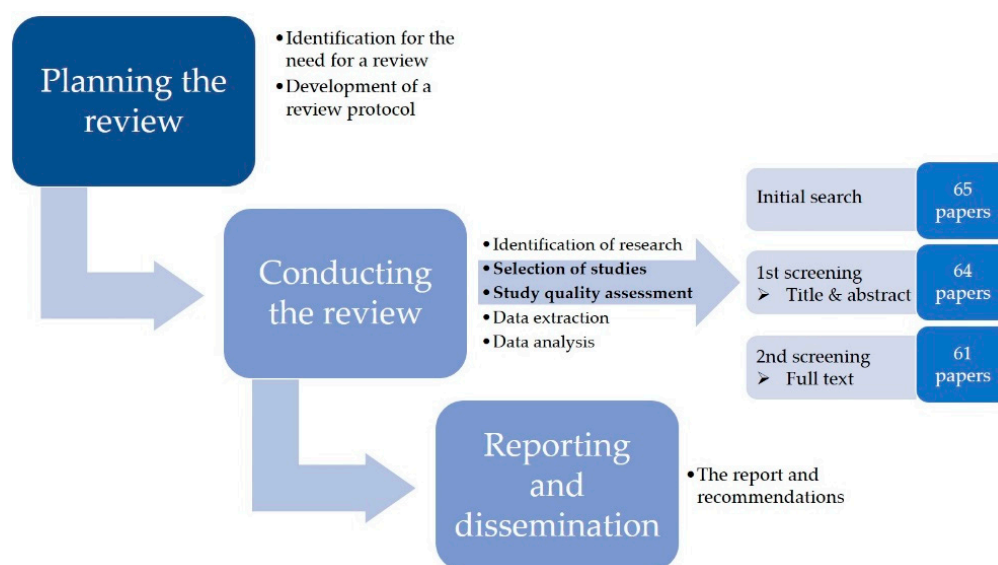 Planning the
review
•Identification for the
need for a review
•Development of a
review protocol
Conducting
the review
•Identification of research
•Selection of studies
•Study quality assessment
•Data extraction
•Data analysis
Initial search
65
papers
1st screening
➢ Title & abstract
64
papers
2nd screening
➢ Full text
61
papers
Reporting
and
dissemination
•The report and
recommendations